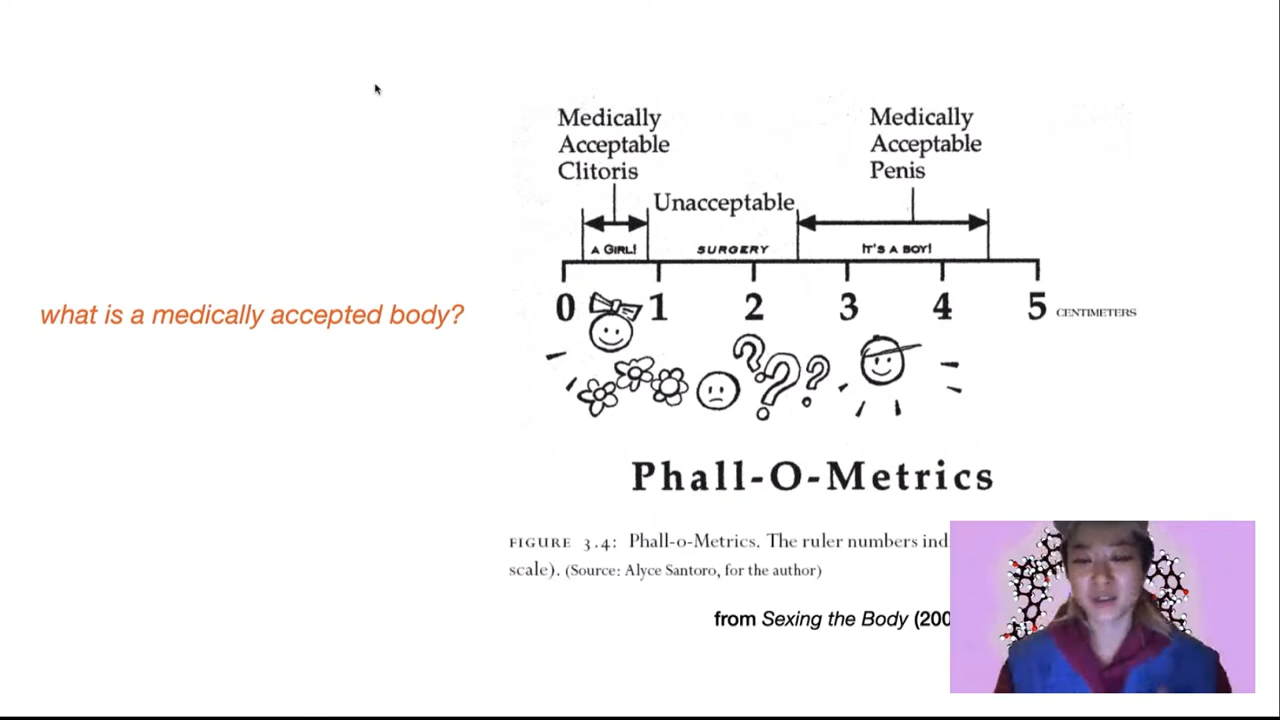 what is a medically accepted body?
Medically
Acceptable
Clitoris
Medically
Acceptable
Penis
Unacceptable
A GIRL!
SURGERY
IT'S A BOY!
0 1 2 3 4 5 CENTIMETERS
Phall-O-Metrics
FIGURE 3.4: Phall-o-Metrics. The ruler numbers
scale). (Source: Alyce Santoro, for the author)
from Sexing the Body